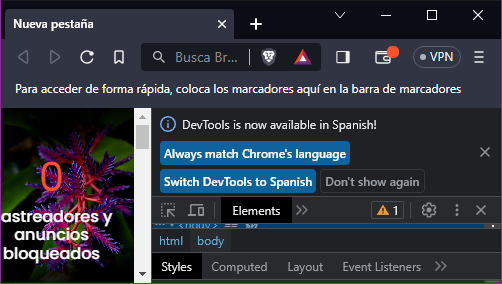 Nueva pestaña
Busca Br...
VPN
Para acceder de forma rápida, coloca los marcadores aquí en la barra de marcadores
0
astreadores y
anuncios
bloqueados
DevTools is now available in Spanish!
Always match Chrome's language
Switch DevTools to Spanish
Don't show again
Elements
1
html
body
Styles
Computed
Layout
Event Listeners